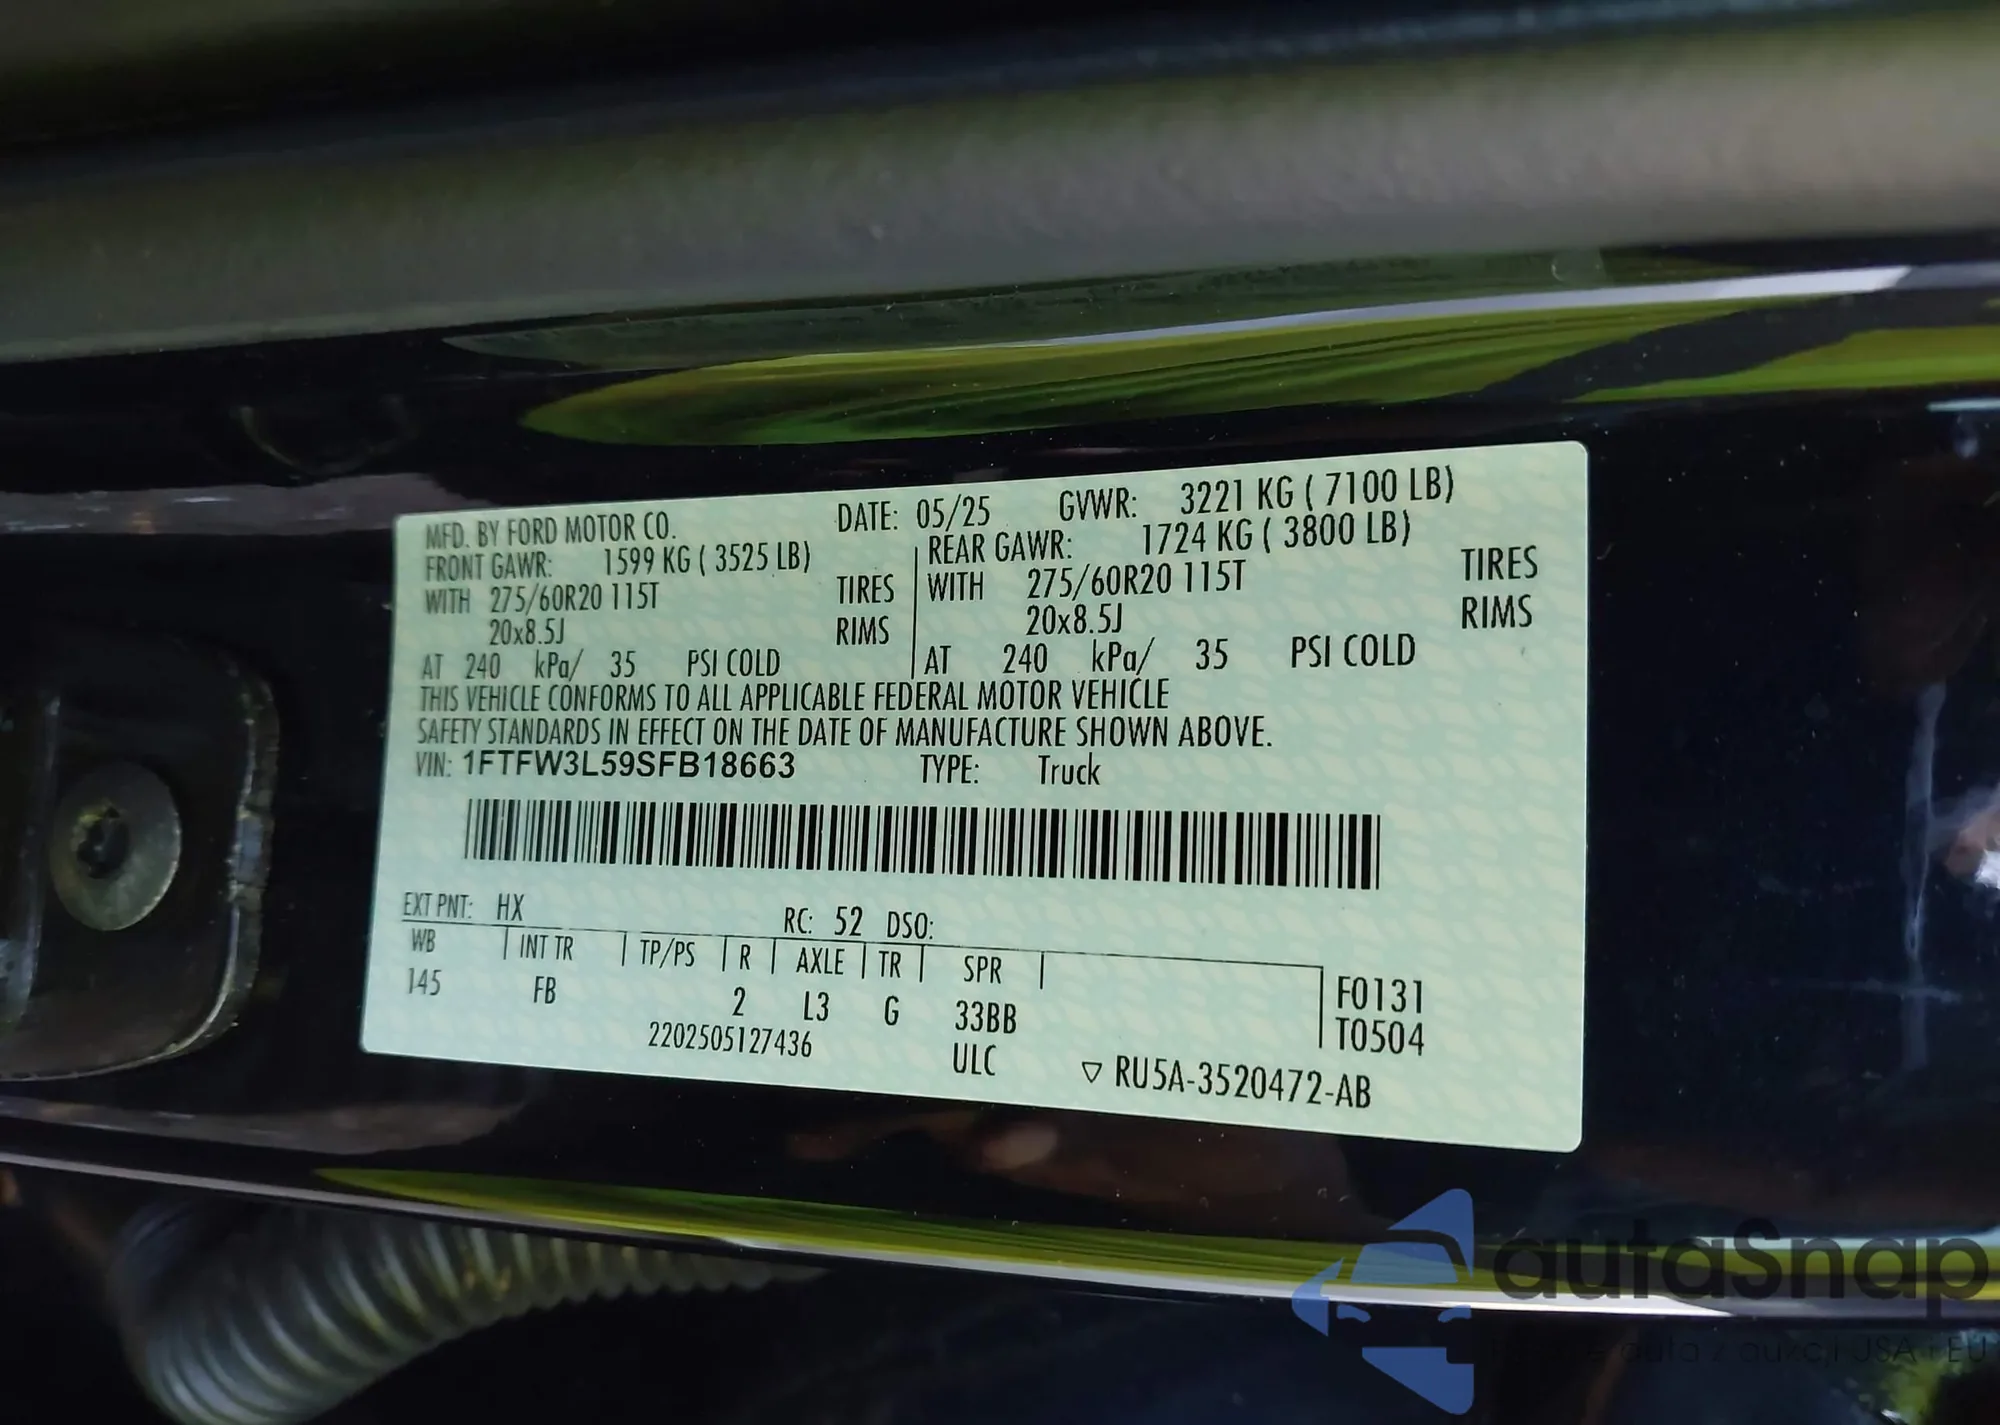 MFD. BY FORD MOTOR CO. DATE: 05/25 GVWR: 3221 KG ( 7100 LB)
FRONT GAWR: 1599 KG ( 3525 LB) REAR GAWR: 1724 KG ( 3800 LB)
WITH 275/60R20 115T TIRES WITH 275/60R20 115T TIRES
20x8.5J RIMS 20x8.5J RIMS
AT 240 kPa/ 35 PSI COLD AT 240 kPa/ 35 PSI COLD
THIS VEHICLE CONFORMS TO ALL APPLICABLE FEDERAL MOTOR VEHICLE
SAFETY STANDARDS IN EFFECT ON THE DATE OF MANUFACTURE SHOWN ABOVE.
VIN: 1FTFW3L59SFB18663 TYPE: Truck
EXT PNT: HX RC: 52 DSO:
WB INT TR TP/PS R AXLE TR SPR
145 FB 2 L3 G 33BB
F0131
T0504
2202505127436 ULC ▽ RU5A-3520472-AB
autaSnap
auta z aukcji USA i EU